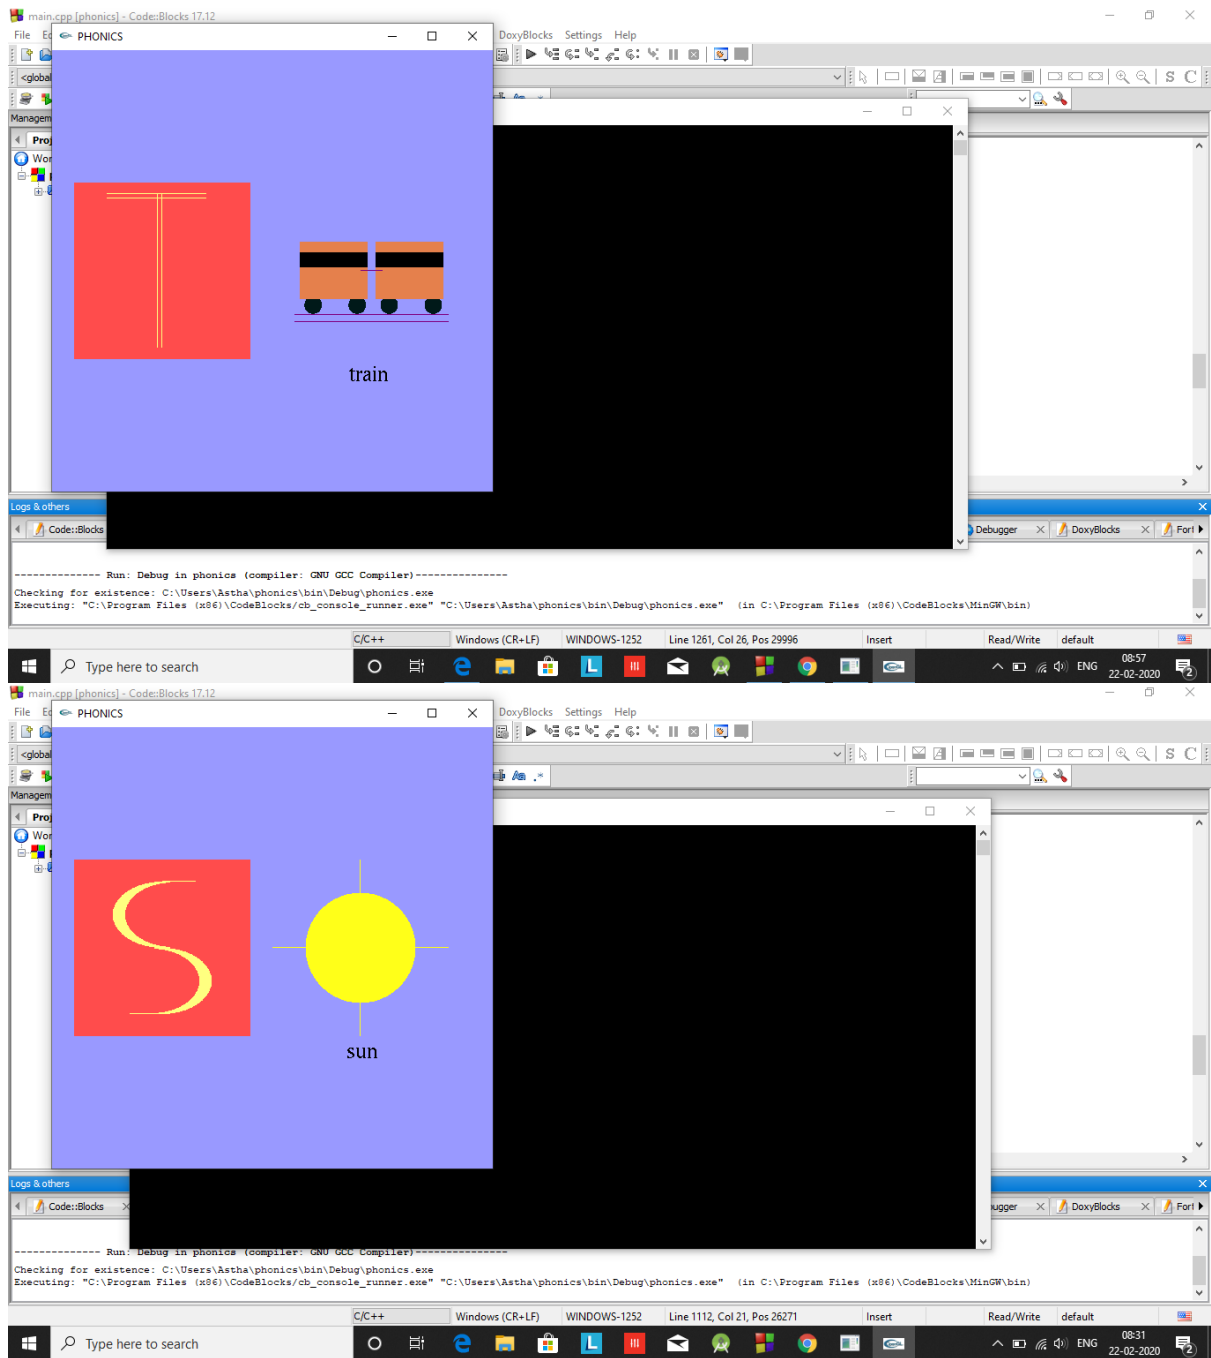 main.cpp [phonics] - Code::Blocks 17.12
PHONICS
File
DoxyBlocks Settings Help
<global
S C
Managem
Proj
Wor
T
train
Logs & others
Code::Blocks
Debugger
DoxyBlocks
-------------- Run: Debug in phonics (compiler: GNU GCC Compiler)---------------
Checking for existence: C:\Users\Astha\phonics\bin\Debug\phonics.exe
Executing: "C:\Program Files (x86)\CodeBlocks/cb_console_runner.exe" "C:\Users\Astha\phonics\bin\Debug\phonics.exe"  (in C:\Program Files (x86)\CodeBlocks\MinGW\bin)
C/C++ Windows (CR+LF) WINDOWS-1252 Line 1261, Col 26, Pos 29996 Insert Read/Write default
Type here to search
L
ENG
08:57
22-02-2020
2
main.cpp [phonics] - Code::Blocks 17.12
PHONICS
File
DoxyBlocks Settings Help
<global
S C
Aa .*
Managem
Proj
Wor
S
sun
Logs & others
Code::Blocks
ugger
DoxyBlocks
-------------- Run: Debug in phonics (compiler: GNU GCC Compiler)---------------
Checking for existence: C:\Users\Astha\phonics\bin\Debug\phonics.exe
Executing: "C:\Program Files (x86)\CodeBlocks/cb_console_runner.exe" "C:\Users\Astha\phonics\bin\Debug\phonics.exe"  (in C:\Program Files (x86)\CodeBlocks\MinGW\bin)
C/C++ Windows (CR+LF) WINDOWS-1252 Line 1112, Col 21, Pos 26271 Insert Read/Write default
Type here to search
L
ENG
08:31
22-02-2020
2